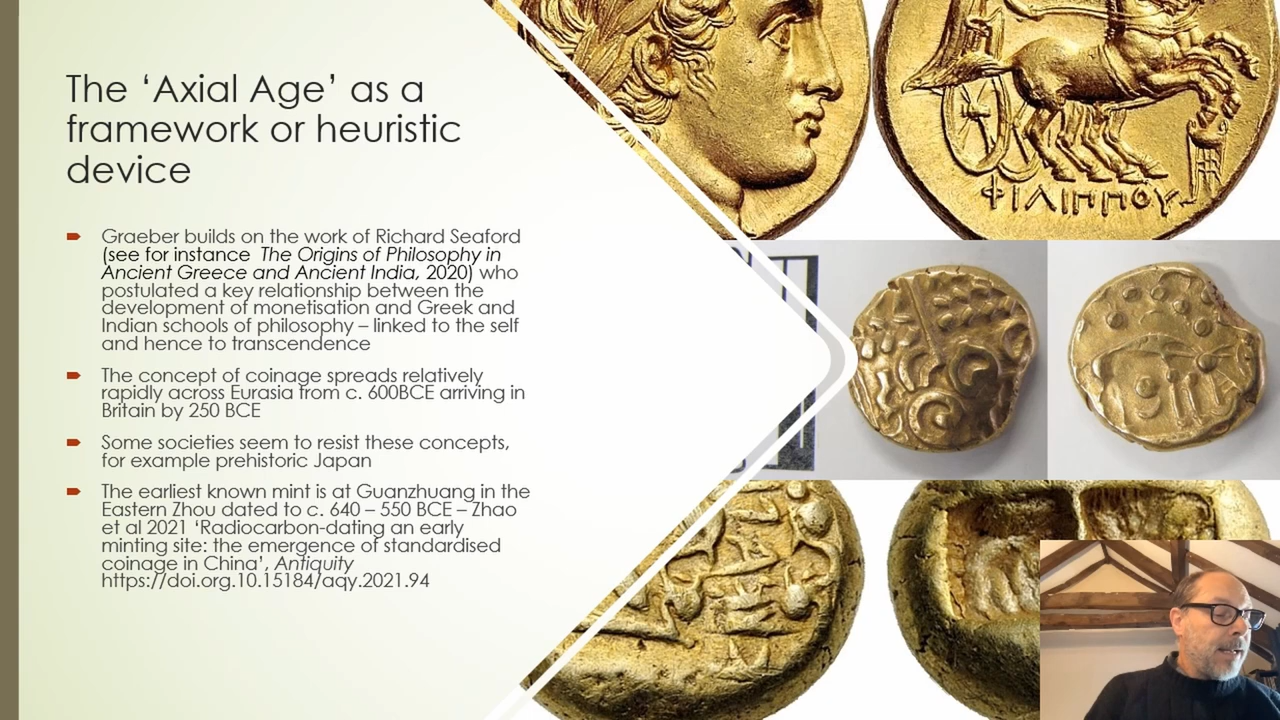 The ‘Axial Age’ as a
framework or heuristic
device
Graeber builds on the work of Richard Seaford
(see for instance The Origins of Philosophy in
Ancient Greece and Ancient India, 2020) who
postulated a key relationship between the
development of monetisation and Greek and
Indian schools of philosophy – linked to the self
and hence to transcendence
The concept of coinage spreads relatively
rapidly across Eurasia from c. 600BCE arriving in
Britain by 250 BCE
Some societies seem to resist these concepts,
for example prehistoric Japan
The earliest known mint is at Guanzhuang in the
Eastern Zhou dated to c. 640 – 550 BCE – Zhao
et al 2021 ‘Radiocarbon-dating an early
minting site: the emergence of standardised
coinage in China’, Antiquity
https://doi.org.10.15184/aqy.2021.94
ΦΙΛΙΠΠΟΥ